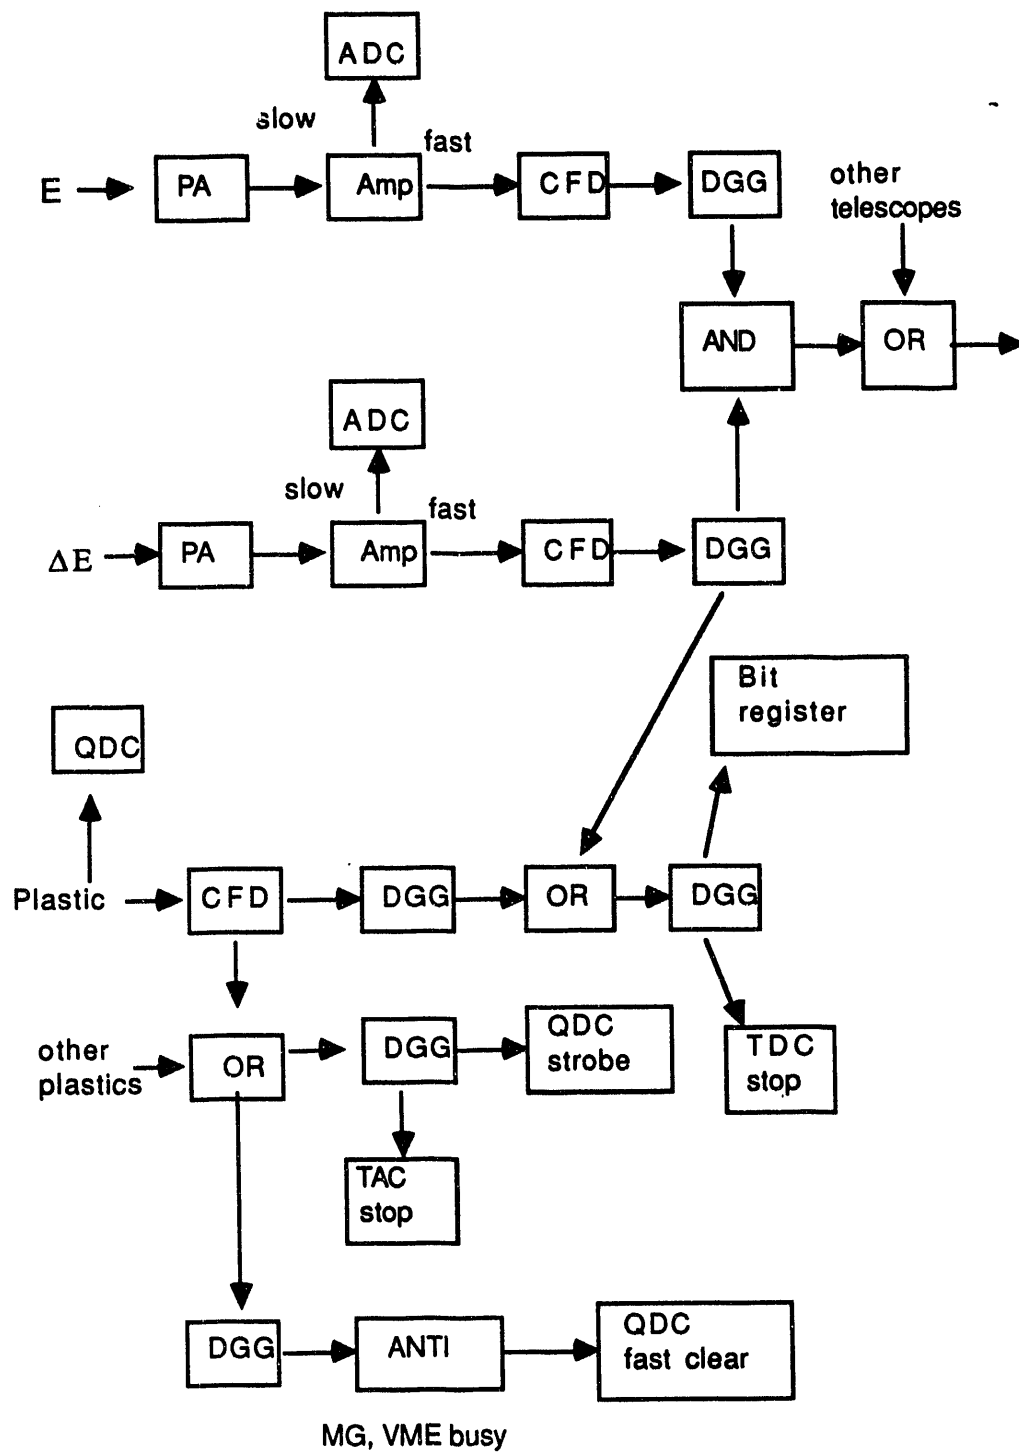 ADC
slow
fast
E
PA
Amp
CFD
DGG
other
telescopes
AND
OR
ADC
slow
fast
ΔE
PA
Amp
CFD
DGG
Bit
register
QDC
Plastic
CFD
DGG
OR
DGG
other
plastics
OR
DGG
QDC
strobe
TDC
stop
TAC
stop
DGG
ANTI
QDC
fast clear
MG, VME busy